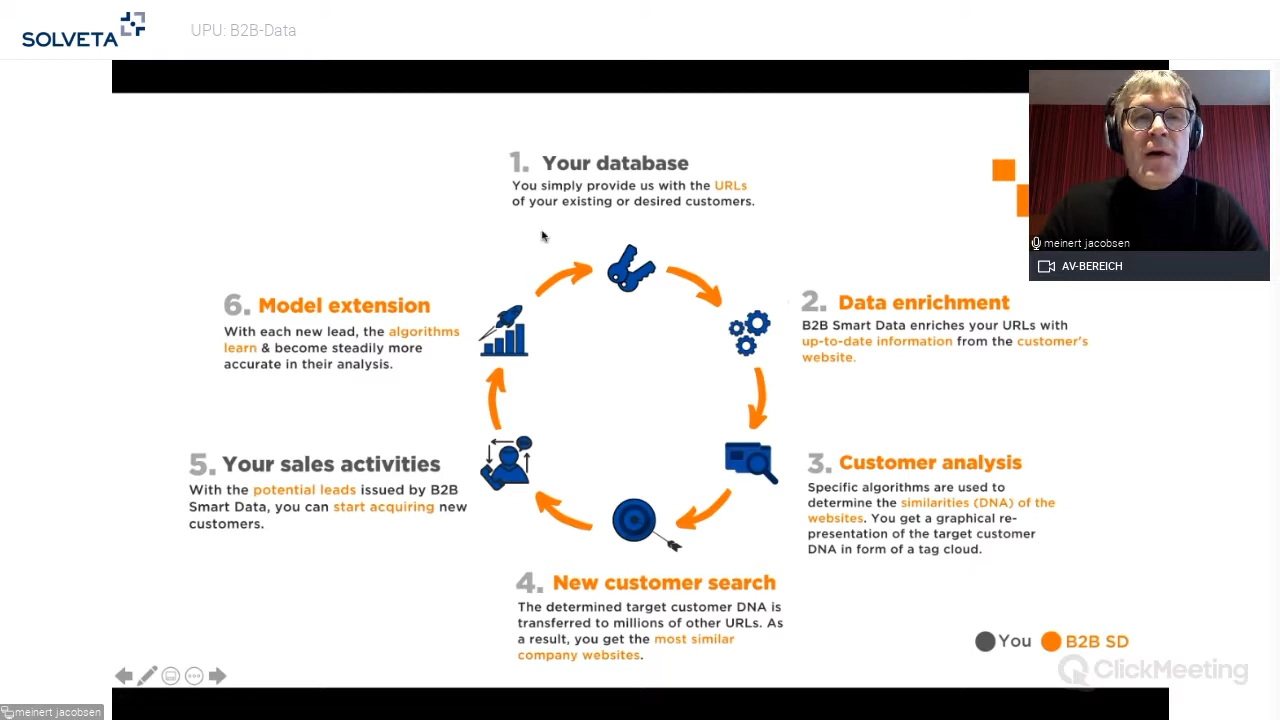 SOLVETA
UPU: B2B-Data
meinert jacobsen
AV-BEREICH
1. Your database
You simply provide us with the URLs
of your existing or desired customers.
2. Data enrichment
B2B Smart Data enriches your URLs with
up-to-date information from the customer's
website.
3. Customer analysis
Specific algorithms are used to
determine the similarities (DNA) of the
websites. You get a graphical re-
presentation of the target customer
DNA in form of a tag cloud.
4. New customer search
The determined target customer DNA is
transferred to millions of other URLs. As
a result, you get the most similar
company websites.
5. Your sales activities
With the potential leads issued by B2B
Smart Data, you can start acquiring new
customers.
6. Model extension
With each new lead, the algorithms
learn & become steadily more
accurate in their analysis.
You B2B SD
ClickMeeting
meinert jacobsen